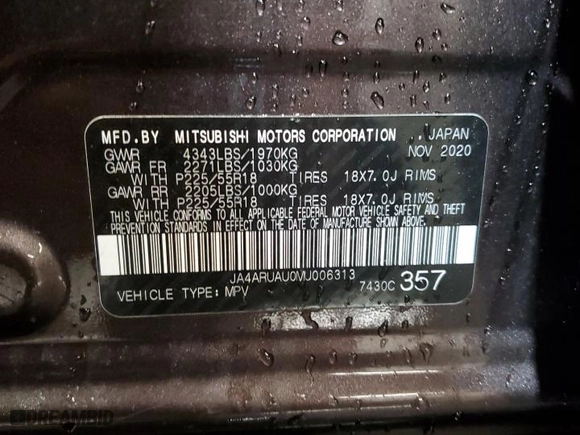 MFD.BY MITSUBISHI MOTORS CORPORATION , JAPAN
GVWR 4343LBS/1970KG NOV 2020
GAWR FR 2271LBS/1030KG
WITH P225/55R18 TIRES 18X7.0J RIMS
GAWR RR 2205LBS/1000KG
WITH P225/55R18 TIRES 18X7.0J RIMS
THIS VEHICLE CONFORMS TO ALL APPLICABLE FEDERAL MOTOR VEHICLE SAFETY AND THEFT
PREVENTION STANDARDS IN EFFECT ON THE DATE OF MANUFACTURE SHOWN ABOVE.
JA4ARUAU0MU006313
VEHICLE TYPE: MPV 7430C 357
DREAMBID